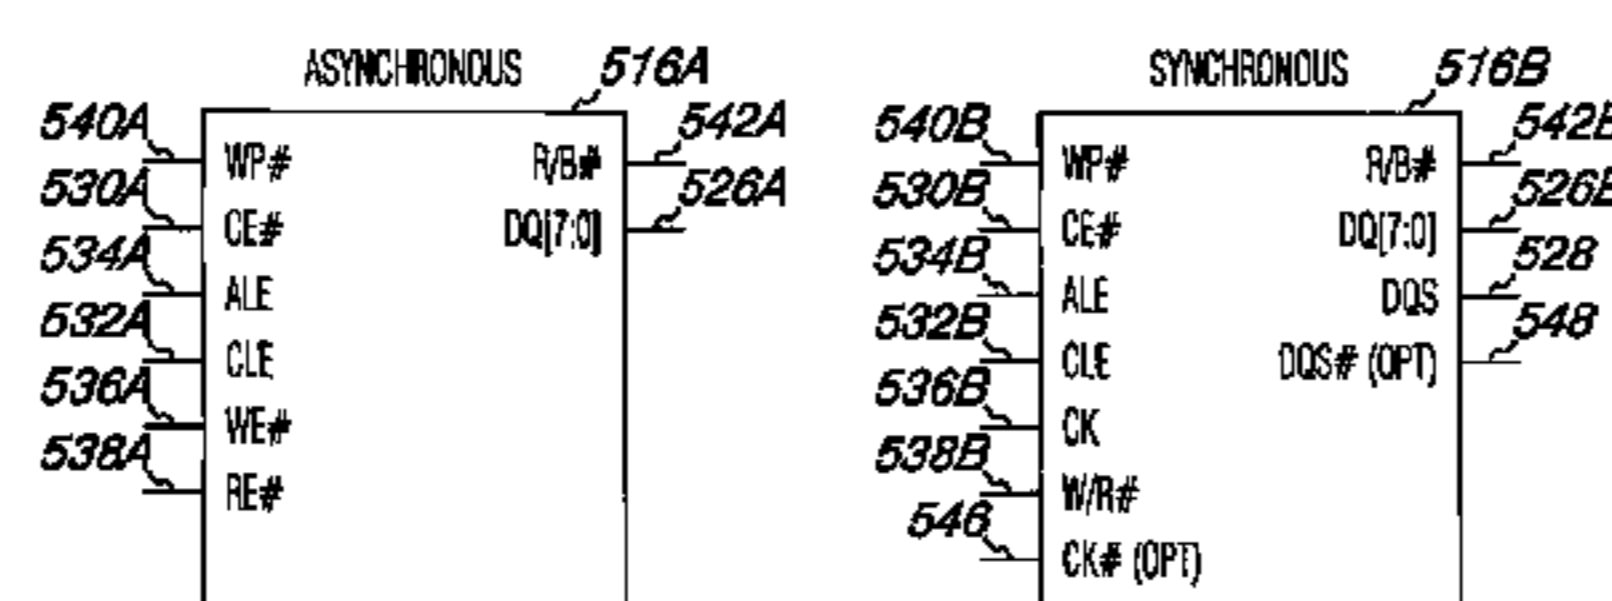 ASYNCHRONOUS 516A
540A WP# R/B# 542A
530A CE# DQ[7:0] 526A
534A ALE
532A CLE
536A WE#
538A RE#
SYNCHRONOUS 516B
540B WP# R/B# 542B
530B CE# DQ[7:0] 526B
534B ALE DQS 528
532B CLE DQS# (OPT) 548
536B CK
538B W/R#
546 CK# (OPT)